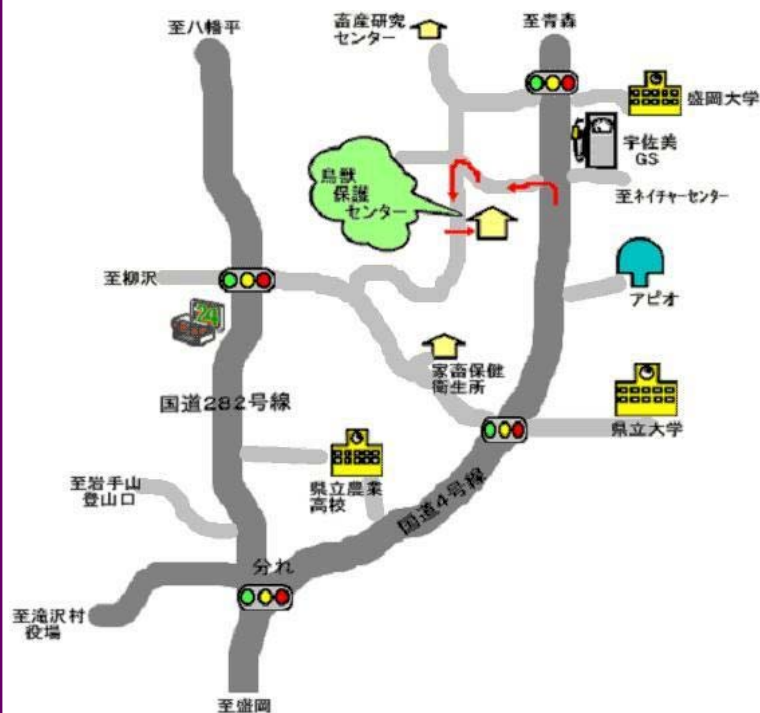 至八幡平
畜産研究
センター
至青森
盛岡大学
宇佐美
GS
鳥獣
保護
センター
至ネイチャーセンター
至柳沢
アピオ
24
家畜保健
衛生所
国道282号線
県立大学
至岩手山
登山口
県立農業
高校
国道4号線
分れ
至滝沢村
役場
至盛岡